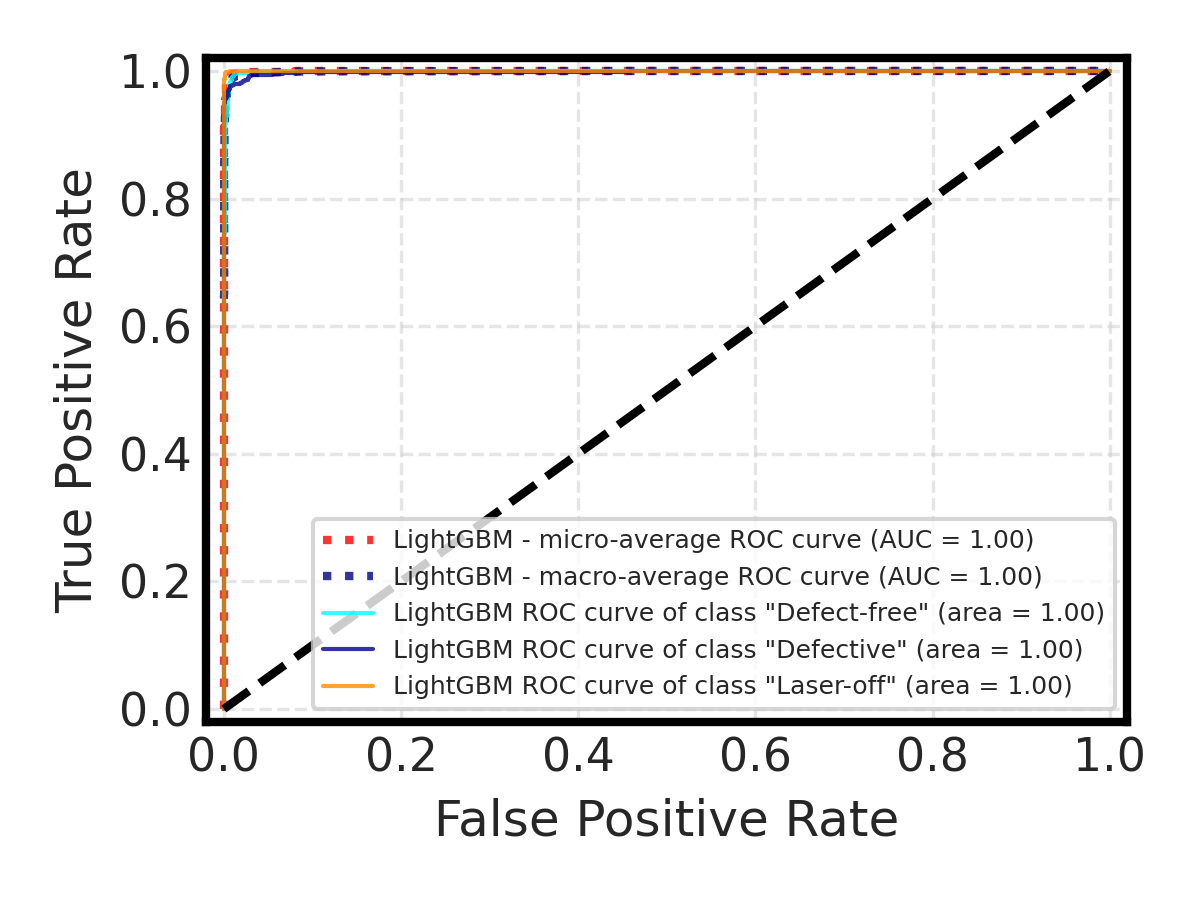 1.0
0.8
0.6
0.4
0.2
0.0
True Positive Rate
LightGBM - micro-average ROC curve (AUC = 1.00)
LightGBM - macro-average ROC curve (AUC = 1.00)
LightGBM ROC curve of class "Defect-free" (area = 1.00)
LightGBM ROC curve of class "Defective" (area = 1.00)
LightGBM ROC curve of class "Laser-off" (area = 1.00)
0.0 0.2 0.4 0.6 0.8 1.0
False Positive Rate